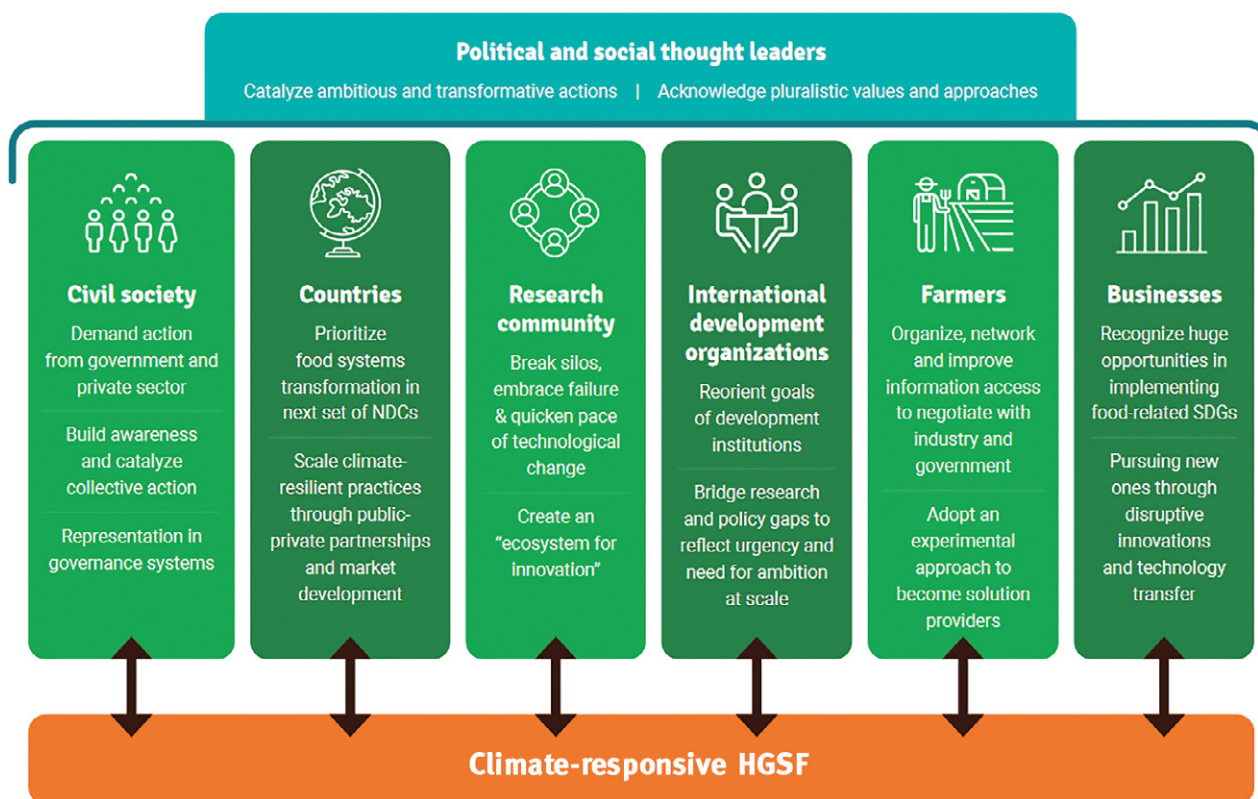 Political and social thought leaders
Catalyze ambitious and transformative actions | Acknowledge pluralistic values and approaches
Civil society
Demand action
from government and
private sector
Build awareness
and catalyze
collective action
Representation in
governance systems
Countries
Prioritize
food systems
transformation in
next set of NDCs
Scale climate-
resilient practices
through public-
private partnerships
and market
development
Research
community
Break silos,
embrace failure
& quicken pace
of technological
change
Create an
“ecosystem for
innovation”
International
development
organizations
Reorient goals
of development
institutions
Bridge research
and policy gaps to
reflect urgency and
need for ambition
at scale
Farmers
Organize, network
and improve
information access
to negotiate with
industry and
government
Adopt an
experimental
approach to
become solution
providers
Businesses
Recognize huge
opportunities in
implementing
food-related SDGs
Pursuing new
ones through
disruptive
innovations
and technology
transfer
Climate-responsive HGSF